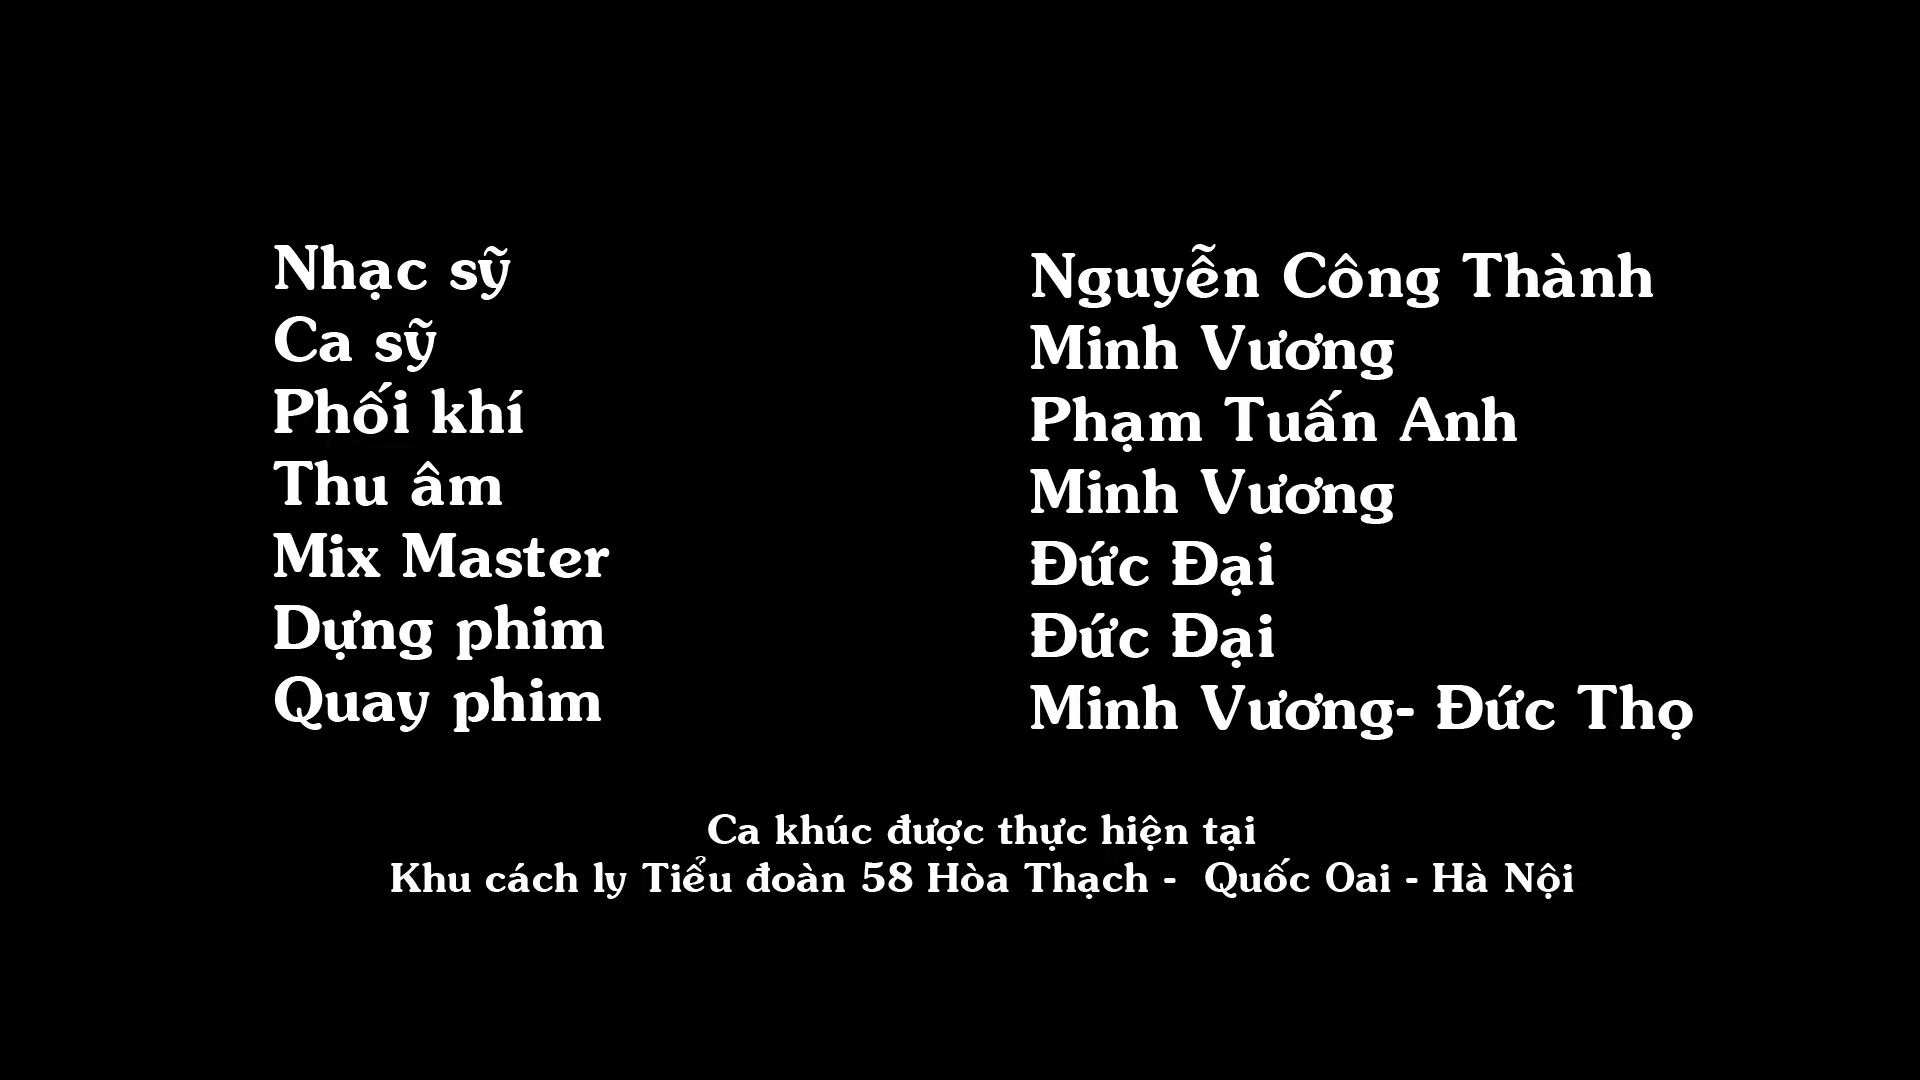 Nhạc sỹ Nguyễn Công Thành
Ca sỹ Minh Vương
Phối khí Phạm Tuấn Anh
Thu âm Minh Vương
Mix Master Đức Đại
Dựng phim Đức Đại
Quay phim Minh Vương- Đức Thọ
Ca khúc được thực hiện tại
Khu cách ly Tiểu đoàn 58 Hòa Thạch - Quốc Oai - Hà Nội